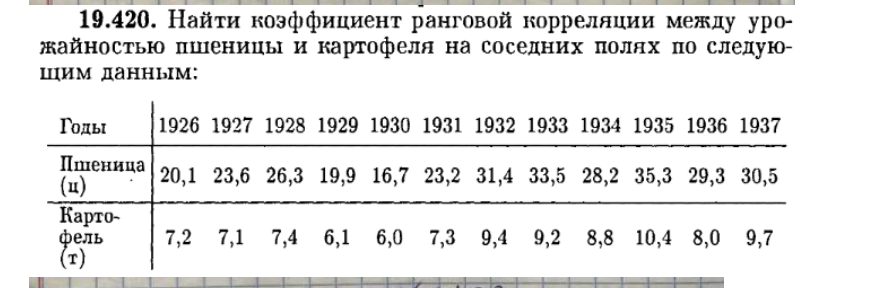 19.420. Найти коэффициент ранговой корреляции между уро-
жайностью пшеницы и картофеля на соседних полях по следую-
щим данным:
Годы 1926 1927 1928 1929 1930 1931 1932 1933 1934 1935 1936 1937
Пшеница
(ц) 20,1 23,6 26,3 19,9 16,7 23,2 31,4 33,5 28,2 35,3 29,3 30,5
Карто-
фель 7,2 7,1 7,4 6,1 6,0 7,3 9,4 9,2 8,8 10,4 8,0 9,7
(т)